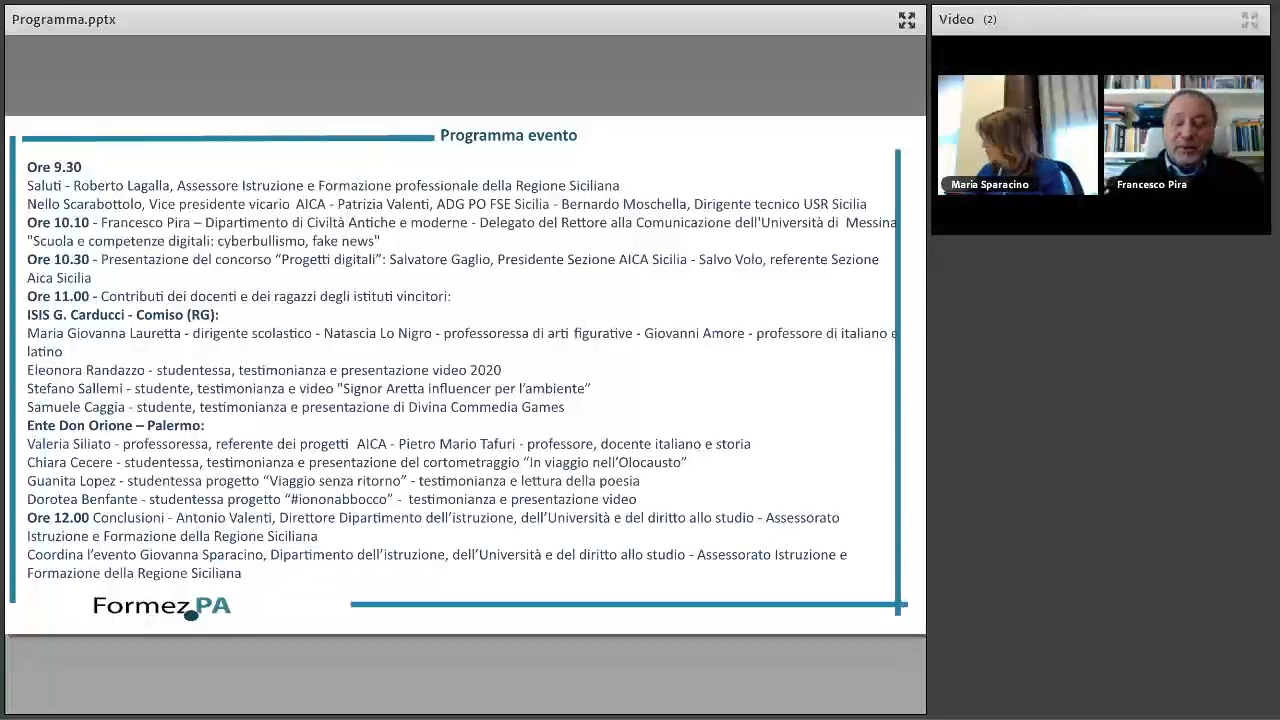 Programma.pptx
Video (2)
Maria Sparacino
Francesco Pira
Programma evento
Ore 9.30
Saluti - Roberto Lagalla, Assessore Istruzione e Formazione professionale della Regione Siciliana
Nello Scarabottolo, Vice presidente vicario AICA - Patrizia Valenti, ADG PO FSE Sicilia - Bernardo Moschella, Dirigente tecnico USR Sicilia
Ore 10.10 - Francesco Pira – Dipartimento di Civiltà Antiche e moderne - Delegato del Rettore alla Comunicazione dell'Università di Messina
"Scuola e competenze digitali: cyberbullismo, fake news"
Ore 10.30 - Presentazione del concorso “Progetti digitali”: Salvatore Gaglio, Presidente Sezione AICA Sicilia - Salvo Volo, referente Sezione
Aica Sicilia
Ore 11.00 - Contributi dei docenti e dei ragazzi degli istituti vincitori:
ISIS G. Carducci - Comiso (RG):
Maria Giovanna Lauretta - dirigente scolastico - Natascia Lo Nigro - professoressa di arti figurative - Giovanni Amore - professore di italiano e
latino
Eleonora Randazzo - studentessa, testimonianza e presentazione video 2020
Stefano Sallemi - studente, testimonianza e video "Signor Aretta influencer per l’ambiente”
Samuele Caggia - studente, testimonianza e presentazione di Divina Commedia Games
Ente Don Orione – Palermo:
Valeria Siliato - professoressa, referente dei progetti AICA - Pietro Mario Tafuri - professore, docente italiano e storia
Chiara Cecere - studentessa, testimonianza e presentazione del cortometraggio “In viaggio nell’Olocausto”
Guanita Lopez - studentessa progetto “Viaggio senza ritorno” - testimonianza e lettura della poesia
Dorotea Benfante - studentessa progetto “#iononabbocco” - testimonianza e presentazione video
Ore 12.00 Conclusioni - Antonio Valenti, Direttore Dipartimento dell’istruzione, dell’Università e del diritto allo studio - Assessorato
Istruzione e Formazione della Regione Siciliana
Coordina l’evento Giovanna Sparacino, Dipartimento dell’istruzione, dell’Università e del diritto allo studio - Assessorato Istruzione e
Formazione della Regione Siciliana
Formez PA